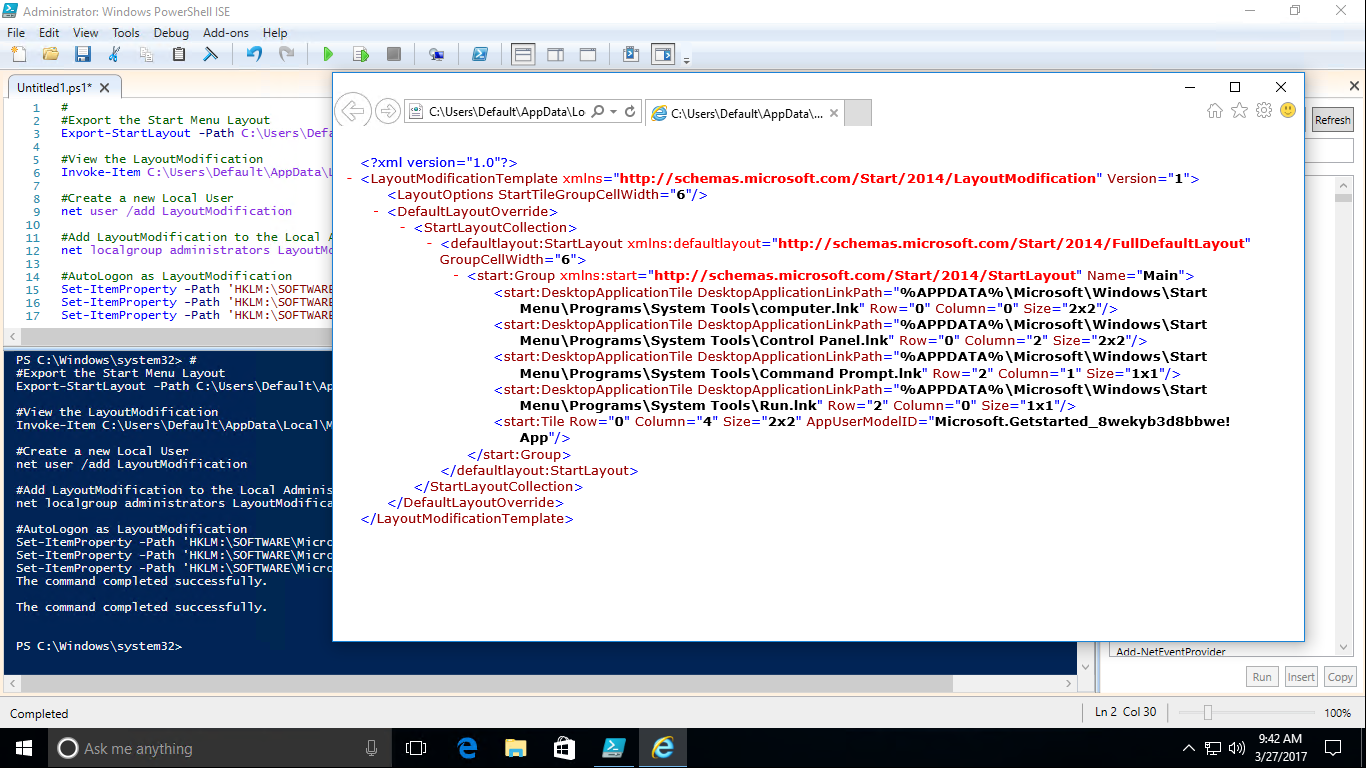 Administrator: Windows PowerShell ISE
File Edit View Tools Debug Add-ons Help
Untitled1.ps1*
1 #
2 #Export the Start Menu Layout
3 Export-StartLayout -Path C:\Users\Defa
4
5 #View the LayoutModification
6 Invoke-Item C:\Users\Default\AppData\L
7
8 #Create a new Local User
9 net user /add LayoutModification
10
11 #Add LayoutModification to the Local A
12 net localgroup administrators LayoutMo
13
14 #AutoLogon as LayoutModification
15 Set-ItemProperty -Path 'HKLM:\SOFTWARE
16 Set-ItemProperty -Path 'HKLM:\SOFTWARE
17 Set-ItemProperty -Path 'HKLM:\SOFTWARE
PS C:\Windows\system32> #
#Export the Start Menu Layout
Export-StartLayout -Path C:\Users\Default\Ap
#View the LayoutModification
Invoke-Item C:\Users\Default\AppData\Local\M
#Create a new Local User
net user /add LayoutModification
#Add LayoutModification to the Local Adminis
net localgroup administrators LayoutModifica
#AutoLogon as LayoutModification
Set-ItemProperty -Path 'HKLM:\SOFTWARE\Micro
Set-ItemProperty -Path 'HKLM:\SOFTWARE\Micro
Set-ItemProperty -Path 'HKLM:\SOFTWARE\Micro
The command completed successfully.
The command completed successfully.
PS C:\Windows\system32>
C:\Users\Default\AppData\Lo
C:\Users\Default\AppData\...
<?xml version="1.0"?>
- <LayoutModificationTemplate xmlns="http://schemas.microsoft.com/Start/2014/LayoutModification" Version="1">
<LayoutOptions StartTileGroupCellWidth="6"/>
- <DefaultLayoutOverride>
- <StartLayoutCollection>
- <defaultlayout:StartLayout xmlns:defaultlayout="http://schemas.microsoft.com/Start/2014/FullDefaultLayout"
GroupCellWidth="6">
- <start:Group xmlns:start="http://schemas.microsoft.com/Start/2014/StartLayout" Name="Main">
<start:DesktopApplicationTile DesktopApplicationLinkPath="%APPDATA%\Microsoft\Windows\Start
Menu\Programs\System Tools\computer.lnk" Row="0" Column="0" Size="2x2"/>
<start:DesktopApplicationTile DesktopApplicationLinkPath="%APPDATA%\Microsoft\Windows\Start
Menu\Programs\System Tools\Control Panel.lnk" Row="0" Column="2" Size="2x2"/>
<start:DesktopApplicationTile DesktopApplicationLinkPath="%APPDATA%\Microsoft\Windows\Start
Menu\Programs\System Tools\Command Prompt.lnk" Row="2" Column="1" Size="1x1"/>
<start:DesktopApplicationTile DesktopApplicationLinkPath="%APPDATA%\Microsoft\Windows\Start
Menu\Programs\System Tools\Run.lnk" Row="2" Column="0" Size="1x1"/>
<start:Tile Row="0" Column="4" Size="2x2" AppUserModelID="Microsoft.Getstarted_8wekyb3d8bbwe!
App"/>
</start:Group>
</defaultlayout:StartLayout>
</StartLayoutCollection>
</DefaultLayoutOverride>
</LayoutModificationTemplate>
Refresh
Add-NetEventProvider
Run Insert Copy
Completed
Ln 2 Col 30
100%
Ask me anything
9:42 AM
3/27/2017